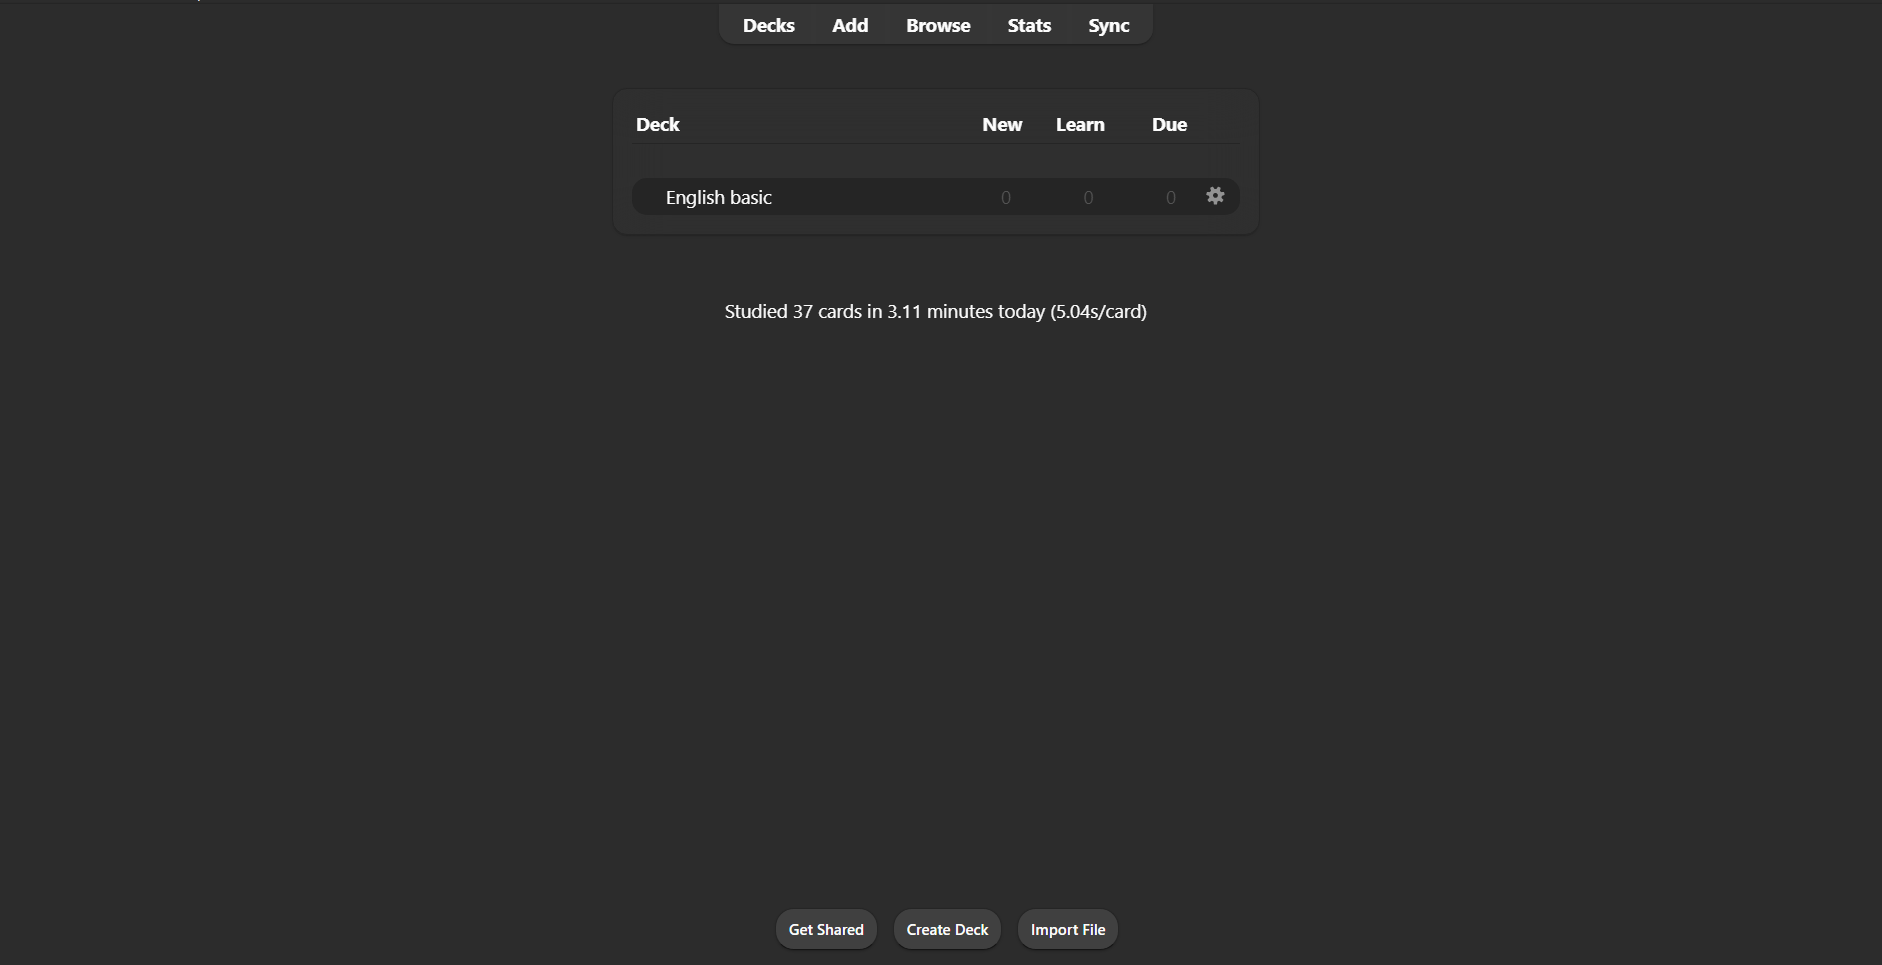 Decks Add Browse Stats Sync
Deck New Learn Due
English basic 0 0 0
Studied 37 cards in 3.11 minutes today (5.04s/card)
Get Shared Create Deck Import File